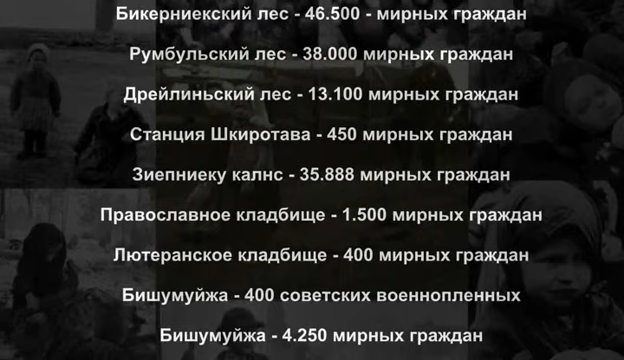 Бикерниекский лес - 46.500 - мирных граждан
Румбульский лес - 38.000 мирных граждан
Дрейлиньский лес - 13.100 мирных граждан
Станция Шкиротава - 450 мирных граждан
Зиепниеку калнс - 35.888 мирных граждан
Православное кладбище - 1.500 мирных граждан
Лютеранское кладбище - 400 мирных граждан
Бишумуйжа - 400 советских военнопленных
Бишумуйжа - 4.250 мирных граждан